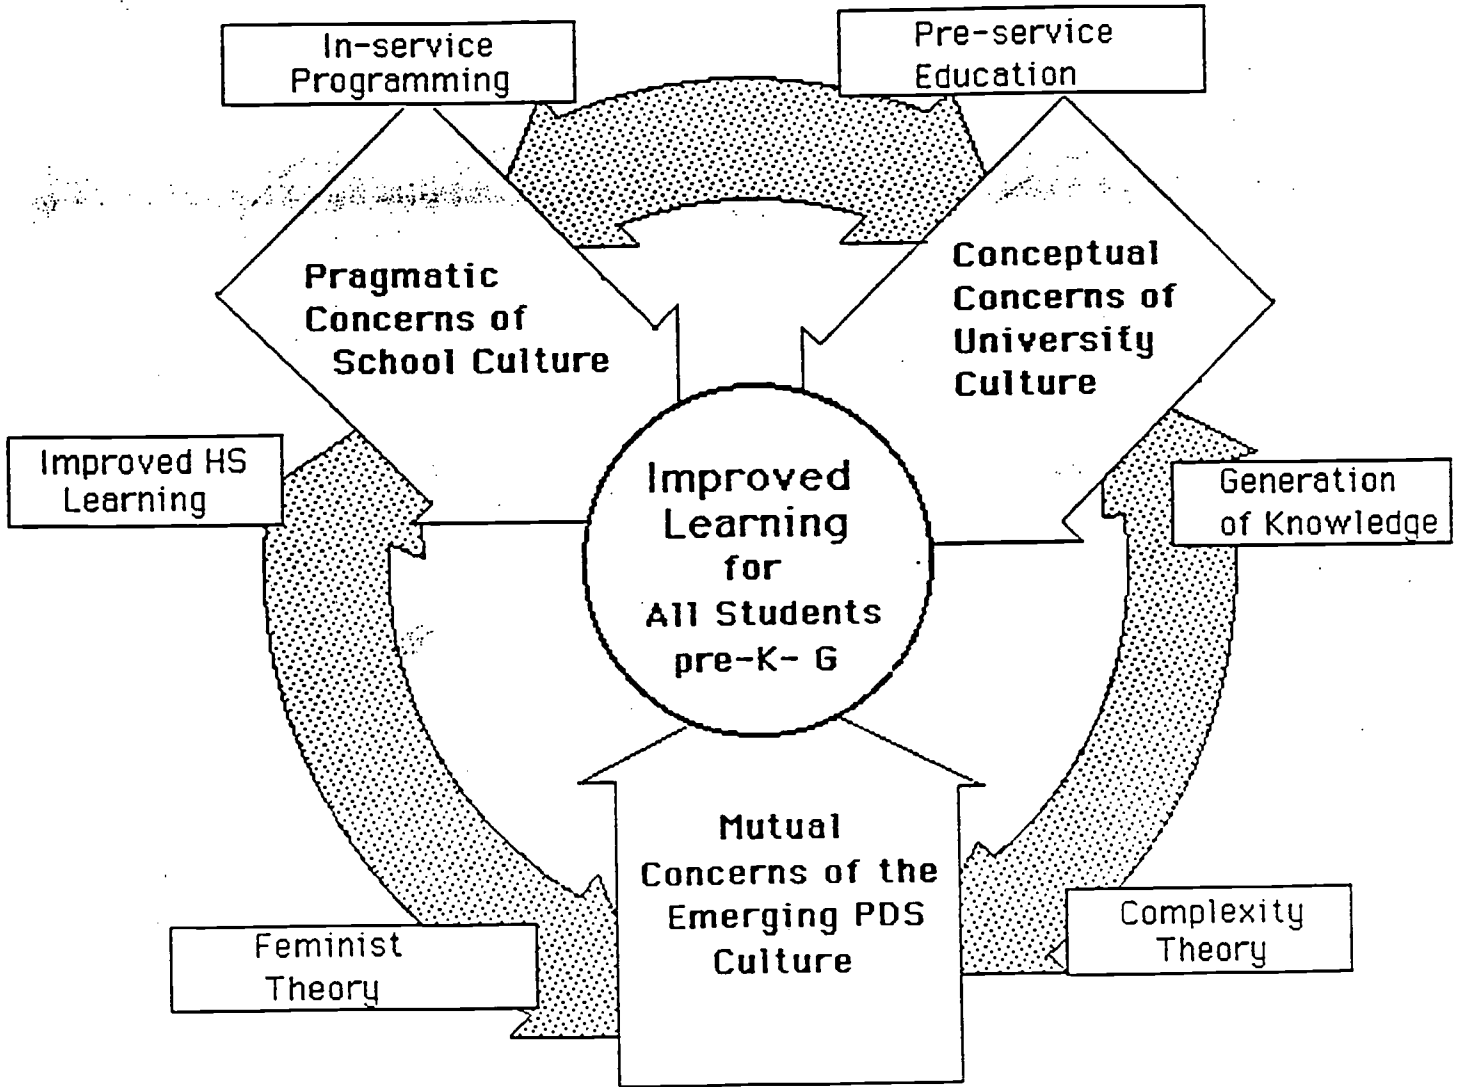 In-service
Programming
Pre-service
Education
Pragmatic
Concerns of
School Culture
Conceptual
Concerns of
University
Culture
Improved HS
Learning
Improved
Learning
for
All Students
pre-K- G
Generation
of Knowledge
Mutual
Concerns of the
Emerging PDS
Culture
Feminist
Theory
Complexity
Theory